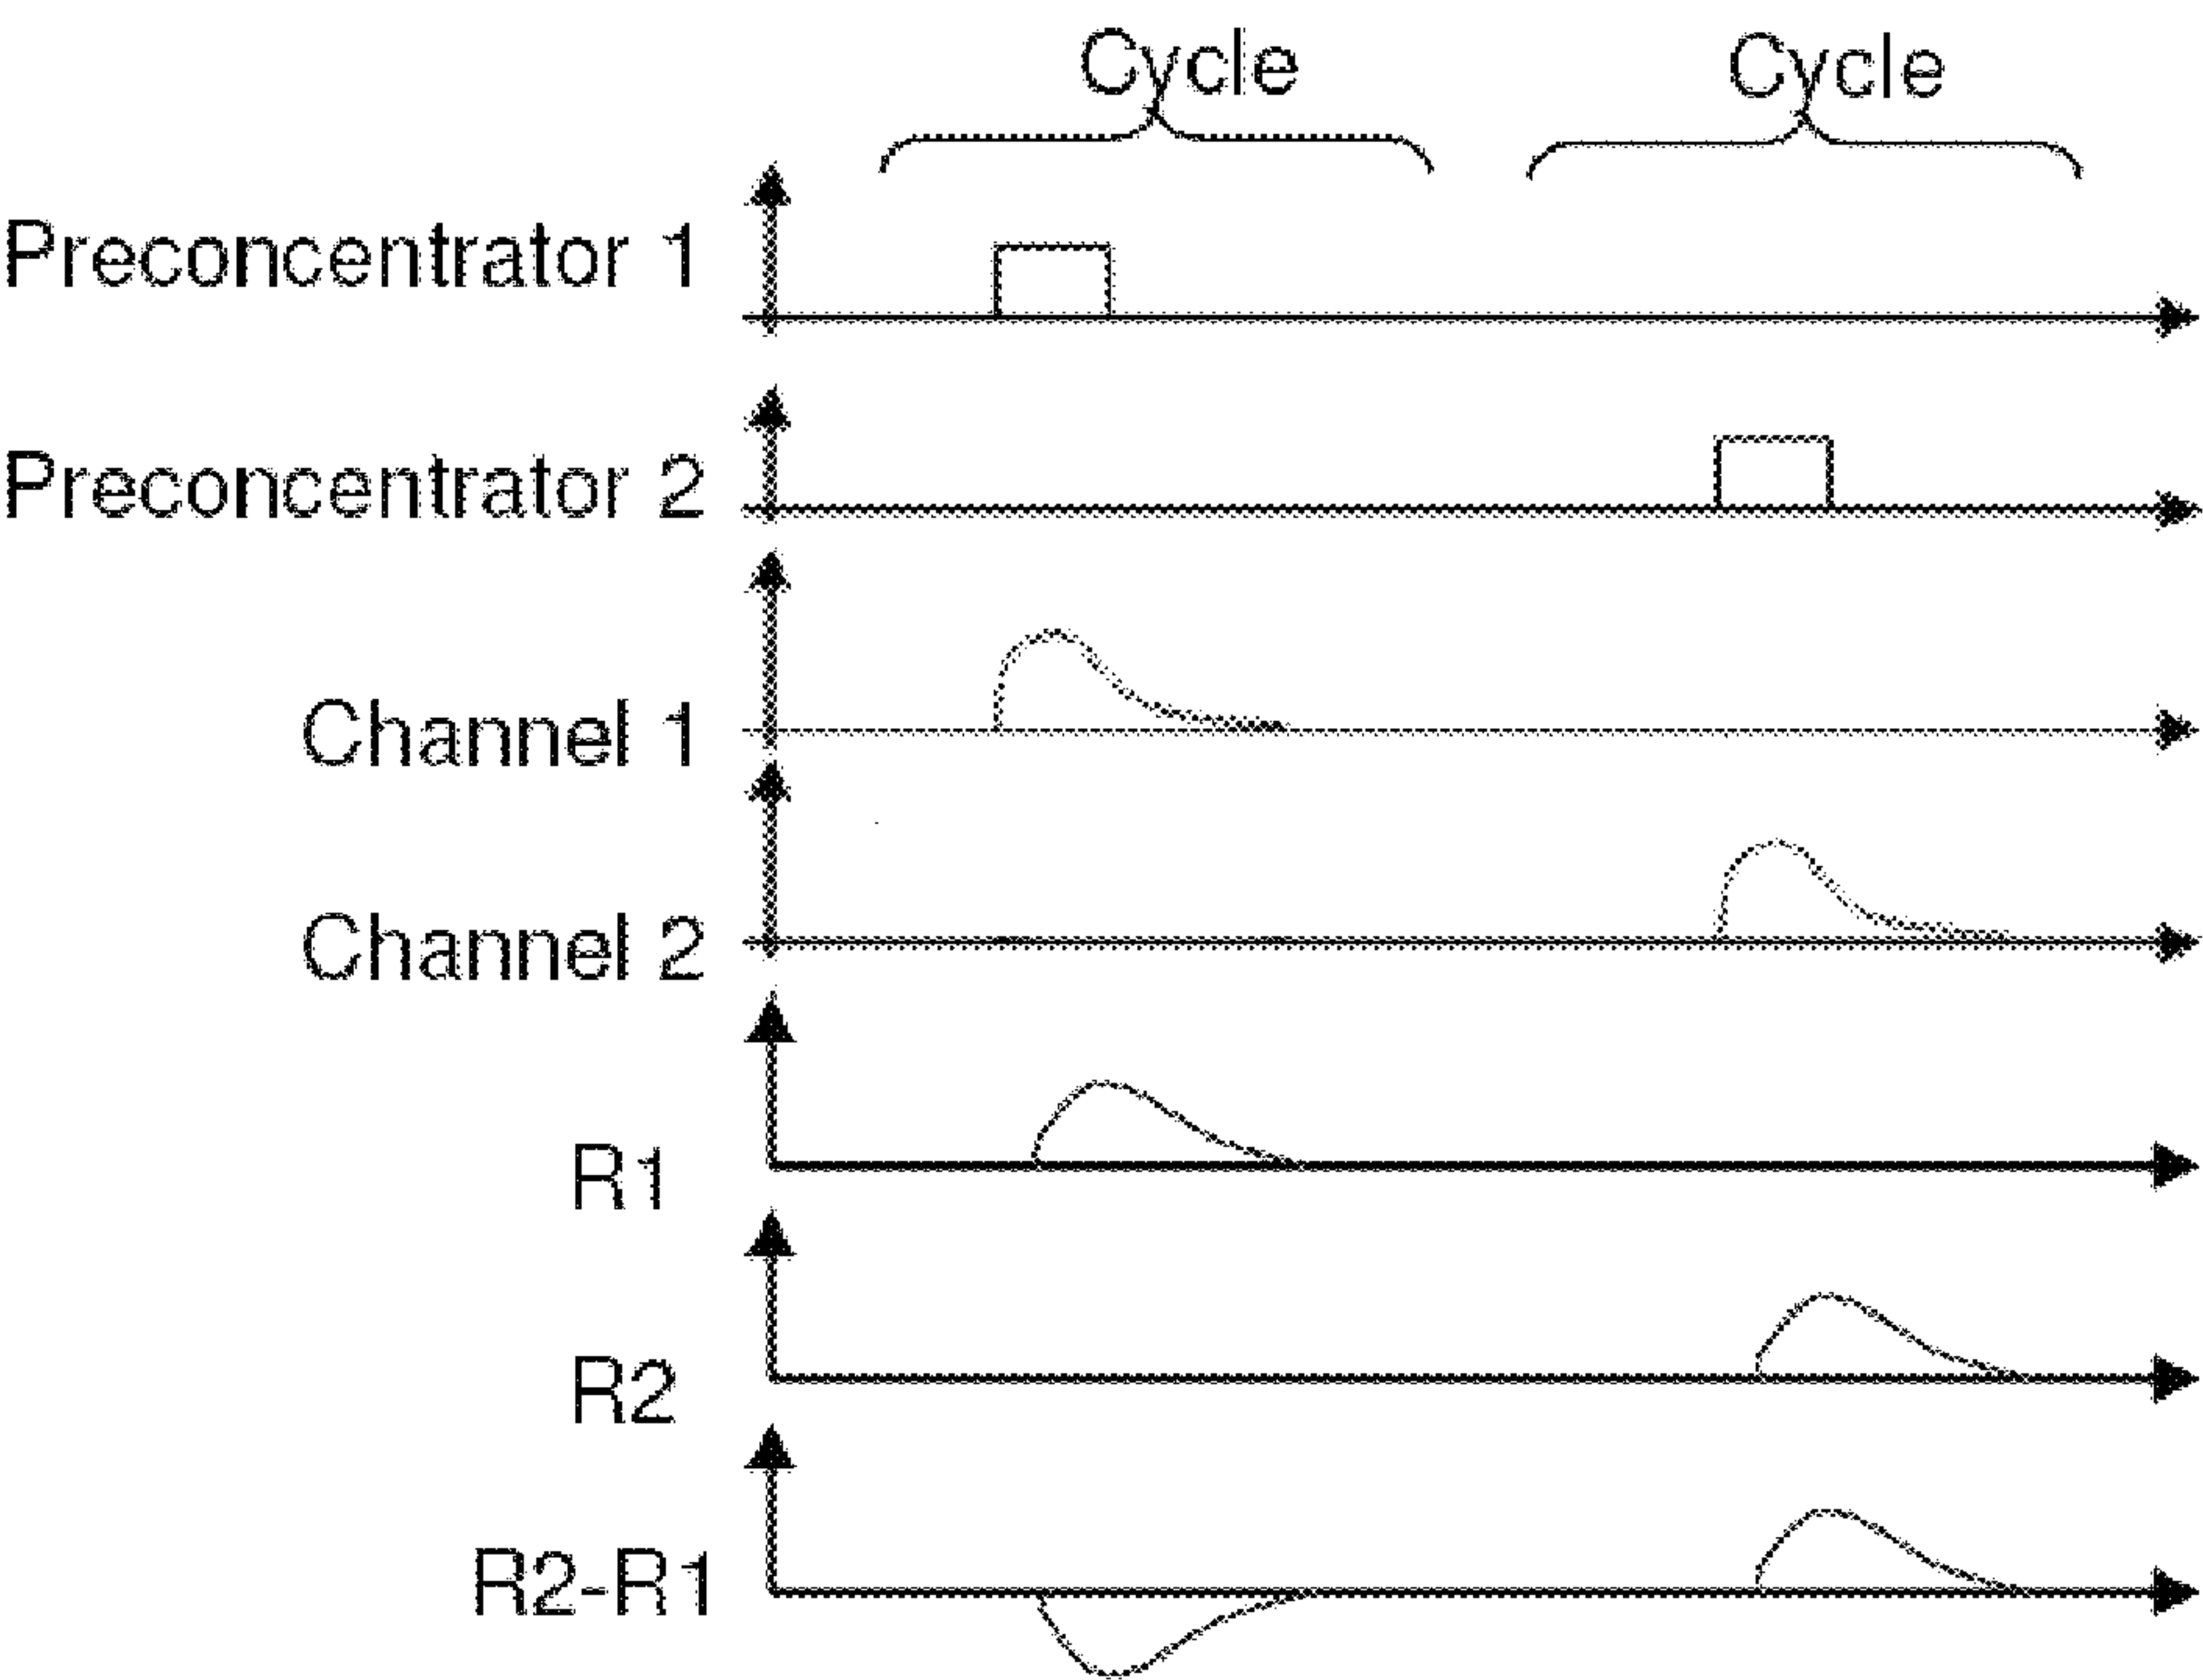 Cycle Cycle
Preconcentrator 1
Preconcentrator 2
Channel 1
Channel 2
R1
R2
R2-R1